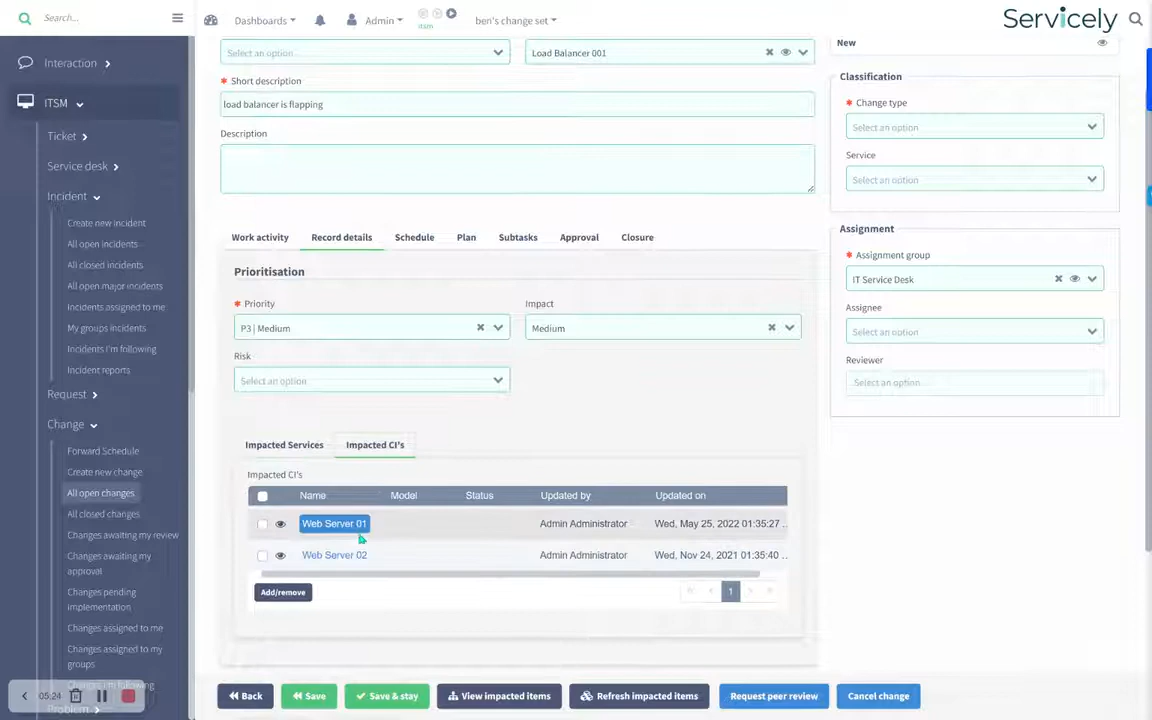 Search...
Dashboards
Admin
itsm
ben's change set
Servicely
Interaction
ITSM
Ticket
Service desk
Incident
Create new incident
All open incidents
All closed incidents
All open major incidents
Incidents assigned to me
My groups incidents
Incidents I'm following
Incident reports
Request
Change
Forward Schedule
Create new change
All open changes
All closed changes
Changes awaiting my review
Changes awaiting my
approval
Changes pending
implementation
Changes assigned to me
Changes assigned to my
groups
Changes I'm following
Problem
05:24
Select an option
Load Balancer 001
* Short description
load balancer is flapping
Description
Work activity Record details Schedule Plan Subtasks Approval Closure
Prioritisation
* Priority
P3 | Medium
Impact
Medium
Risk
Select an option
Impacted Services Impacted CI's
Impacted CI's
Name Model Status Updated by Updated on
Web Server 01 Admin Administrator Wed, May 25, 2022 01:35:27 ..
Web Server 02 Admin Administrator Wed, Nov 24, 2021 01:35:40 ..
Add/remove
1
New
Classification
* Change type
Select an option
Service
Select an option
Assignment
* Assignment group
IT Service Desk
Assignee
Select an option
Reviewer
Select an option
Back Save Save & stay View impacted items Refresh impacted items Request peer review Cancel change